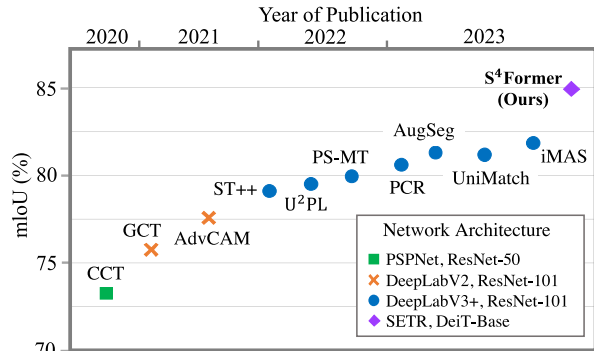 Year of Publication
2020 2021 2022 2023
mIoU (%)
85
80
75
70
S⁴Former
(Ours)
AugSeg
PS-MT
iMAS
ST++
U²PL
PCR
UniMatch
GCT
AdvCAM
CCT
Network Architecture
PSPNet, ResNet-50
DeepLabV2, ResNet-101
DeepLabV3+, ResNet-101
SETR, DeiT-Base